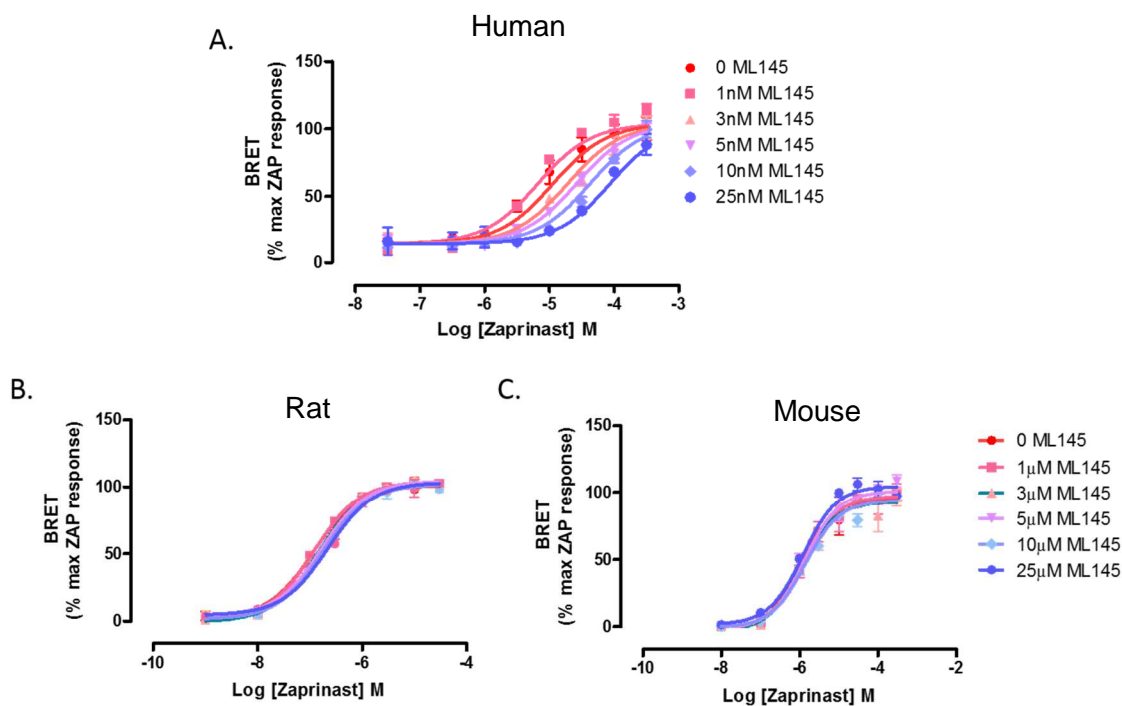 A.
Human
BRET
(% max ZAP response)
150
100
50
0
-8 -7 -6 -5 -4 -3
Log [Zaprinast] M
0 ML145
1nM ML145
3nM ML145
5nM ML145
10nM ML145
25nM ML145
B.
Rat
BRET
(% max ZAP response)
150
100
50
0
-10 -8 -6 -4
Log [Zaprinast] M
C.
Mouse
BRET
(% max ZAP response)
150
100
50
0
-10 -8 -6 -4 -2
Log [Zaprinast] M
0 ML145
1μM ML145
3μM ML145
5μM ML145
10μM ML145
25μM ML145